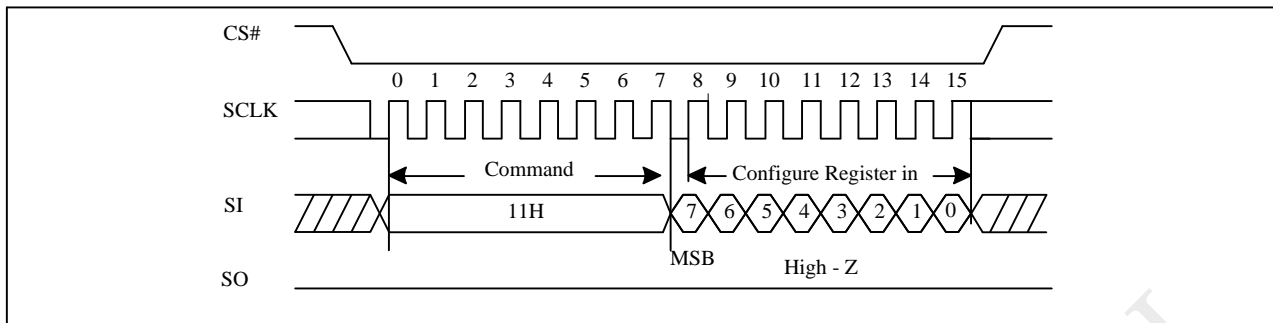 CS#
0 1 2 3 4 5 6 7 8 9 10 11 12 13 14 15
SCLK
Command
Configure Register in
SI
11H
7 6 5 4 3 2 1 0
MSB
High - Z
SO